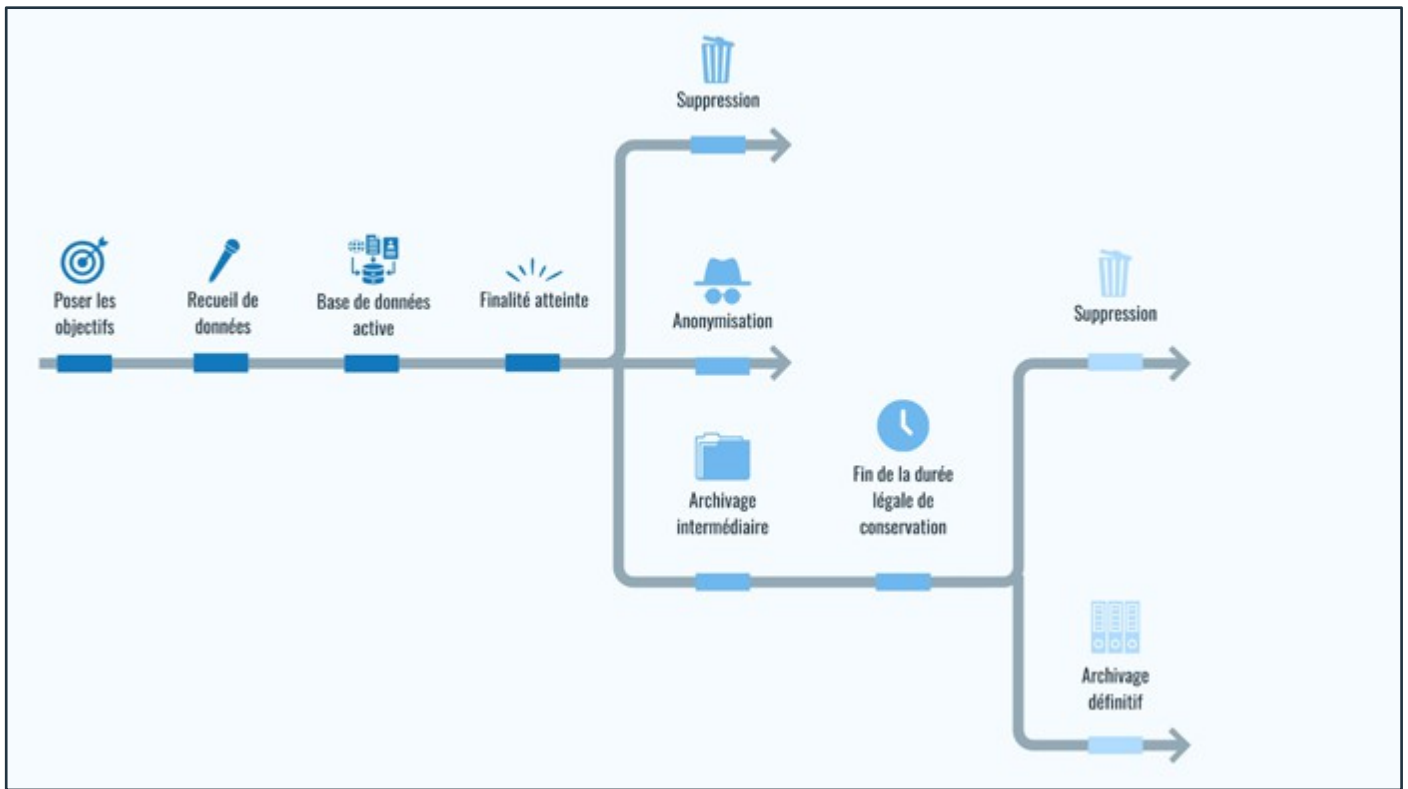 Suppression
Poser les
objectifs
Recueil de
données
Base de données
active
Finalité atteinte
Anonymisation
Suppression
Archivage
intermédiaire
Fin de la durée
légale de
conservation
Archivage
définitif